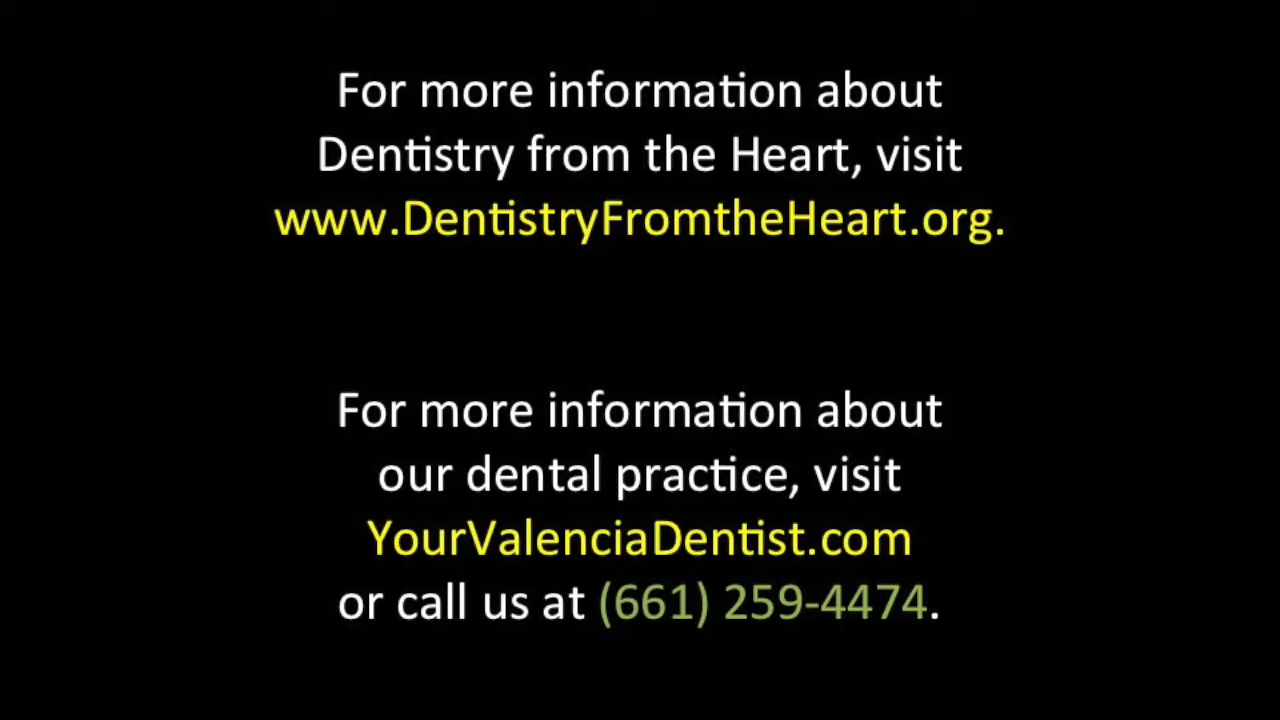 For more information about
Dentistry from the Heart, visit
www.DentistryFromtheHeart.org.
For more information about
our dental practice, visit
YourValenciaDentist.com
or call us at (661) 259-4474.